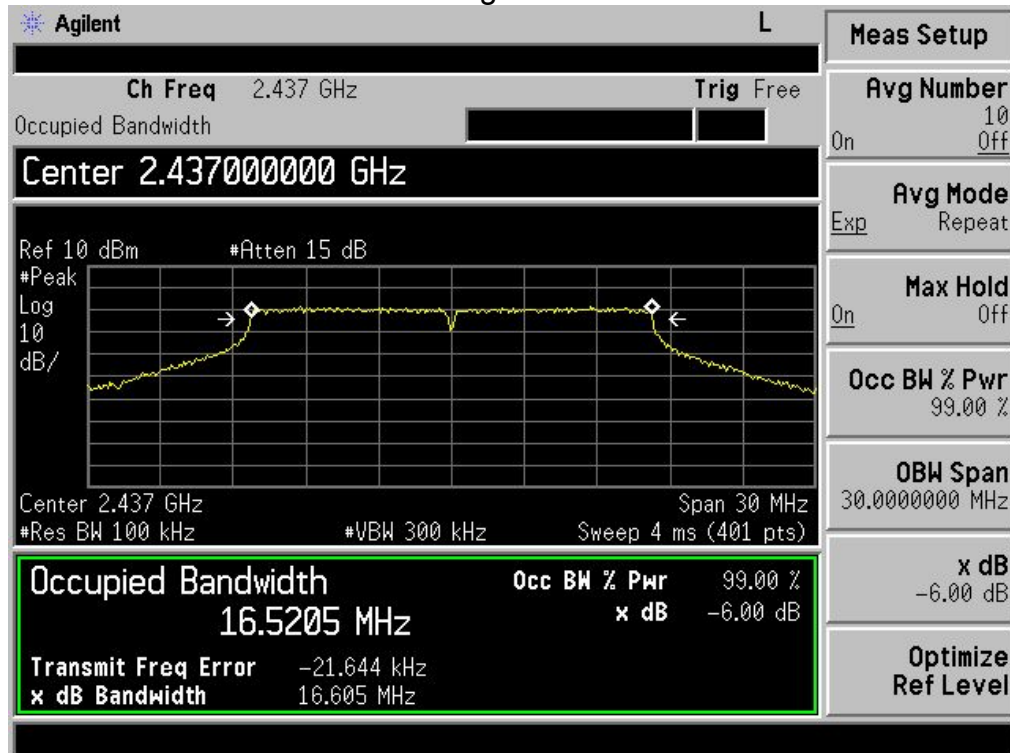 Agilent L
Ch Freq 2.437 GHz Trig Free
Occupied Bandwidth
Center 2.437000000 GHz
Ref 10 dBm #Atten 15 dB
#Peak
Log
10
dB/
Center 2.437 GHz Span 30 MHz
#Res BW 100 kHz #VBW 300 kHz Sweep 4 ms (401 pts)
Occupied Bandwidth Occ BW % Pwr 99.00 %
16.5205 MHz x dB -6.00 dB
Transmit Freq Error -21.644 kHz
x dB Bandwidth 16.605 MHz
Meas Setup
Avg Number
10
On Off
Avg Mode
Exp Repeat
Max Hold
On Off
Occ BW % Pwr
99.00 %
OBW Span
30.0000000 MHz
x dB
-6.00 dB
Optimize
Ref Level